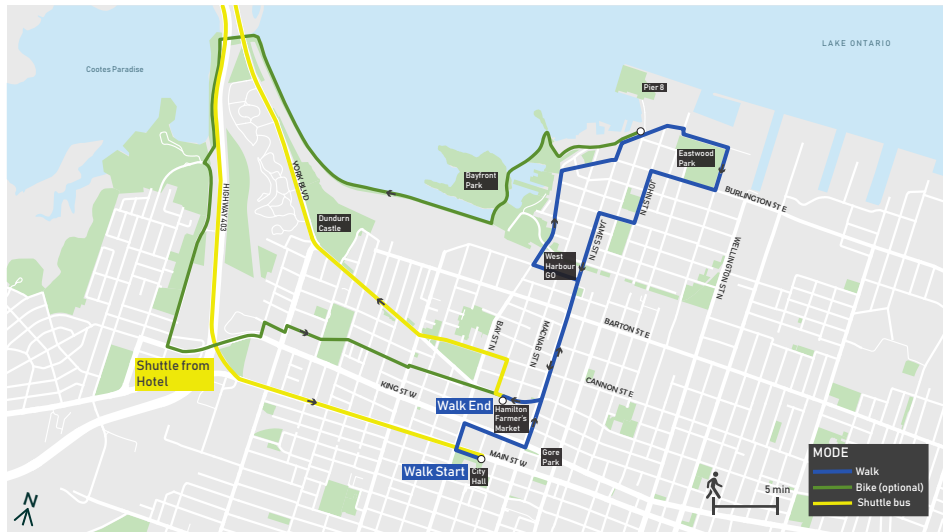 LAKE ONTARIO
Cootes Paradise
Pier 8
Eastwood
Park
Bayfront
Park
YORK BLVD
HIGHWAY 403
JOHN ST N
BURLINGTON ST E
Dundurn
Castle
JAMES ST N
WELLINGTON ST N
West
Harbour
GO
BAY ST N
MACNAB ST N
BARTON ST E
Shuttle from
Hotel
KING ST W
CANNON ST E
Walk End
Hamilton
Farmer's
Market
MAIN ST W
Gore
Park
Walk Start
City
Hall
MODE
Walk
Bike (optional)
Shuttle bus
5 min
N